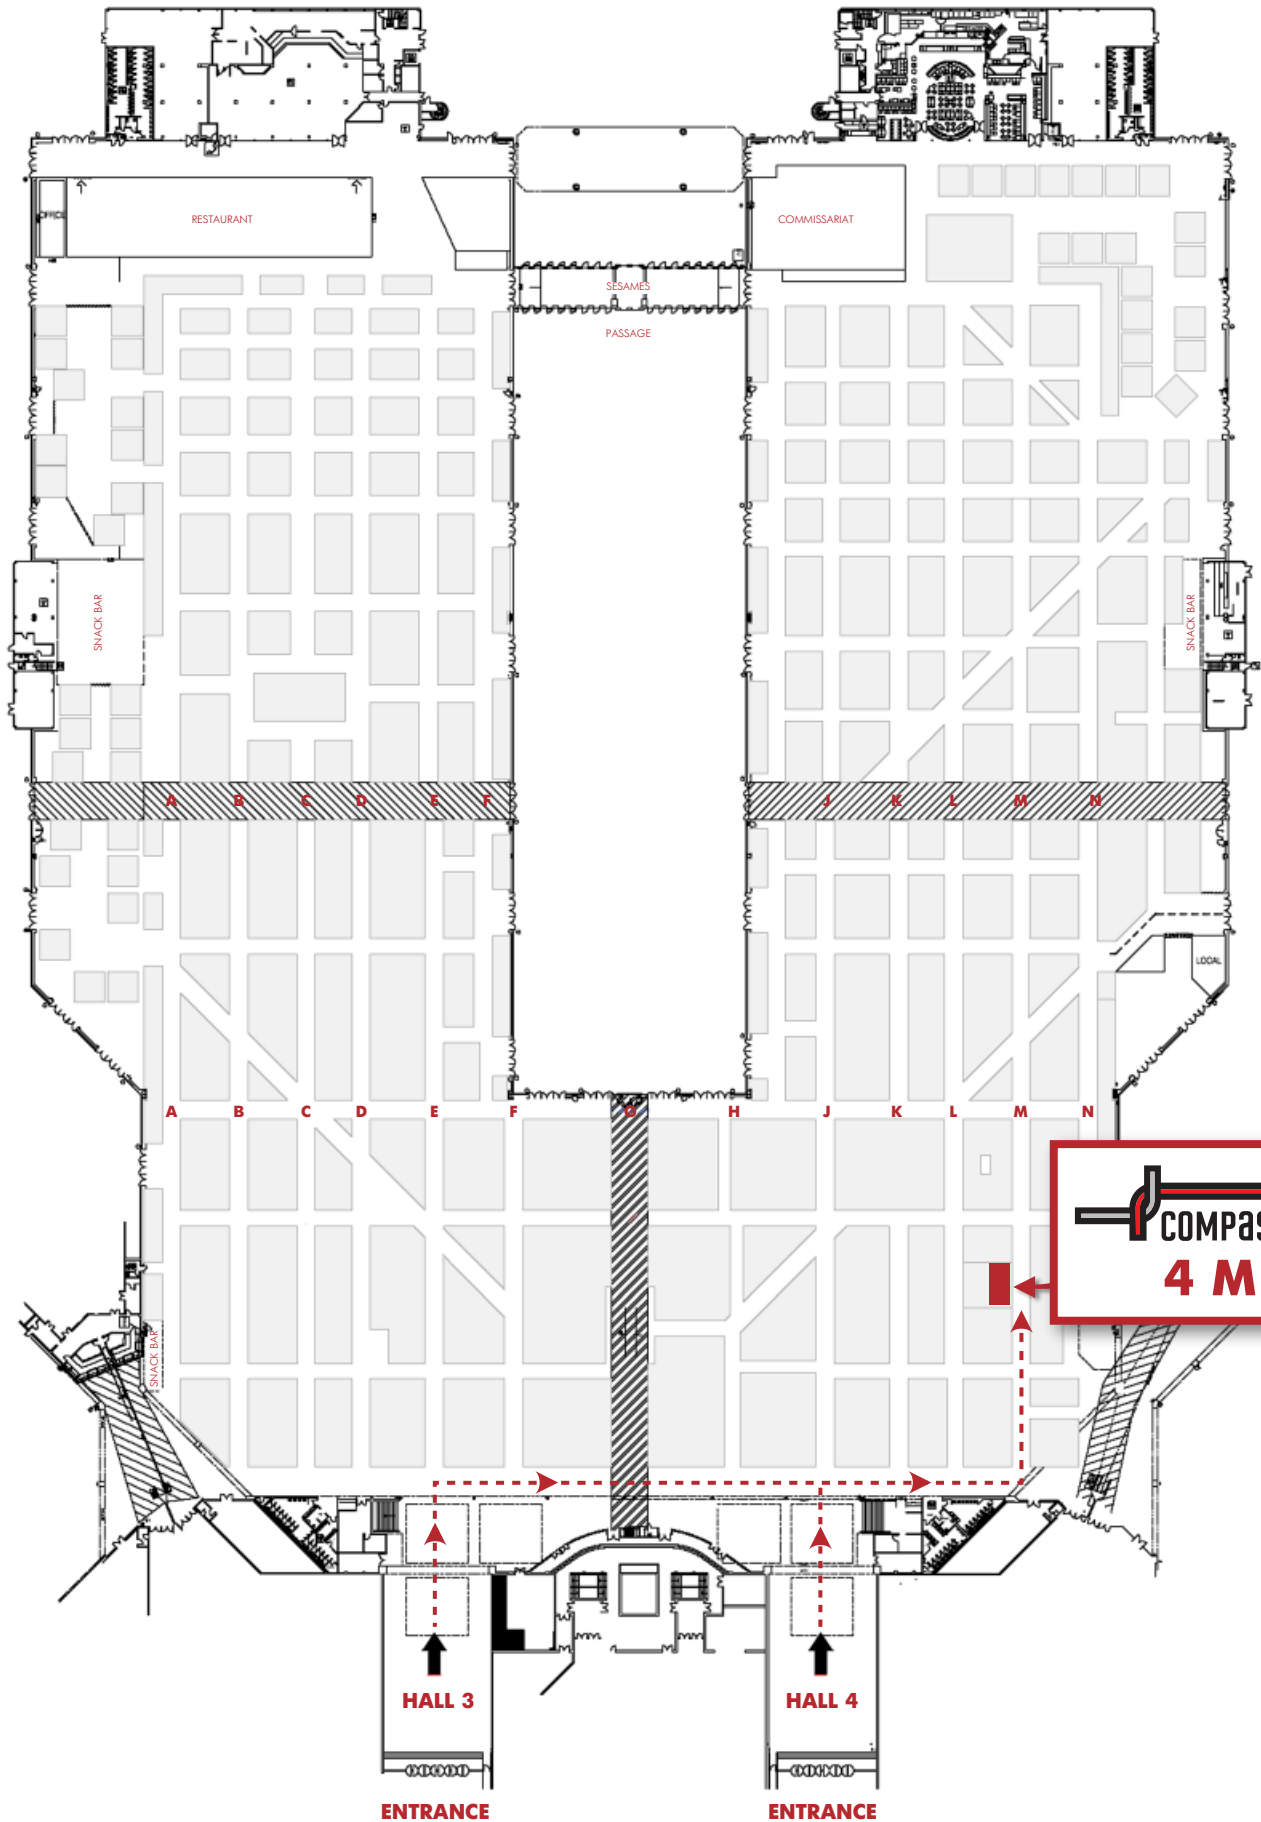 OFFICE
RESTAURANT
COMMISSARIAT
SESAMES
PASSAGE
SNACK BAR
SNACK BAR
A B C D E F J K L M N
LOCAL
A B C D E F G H J K L M N
COMPAS
4 M
SNACK BAR
HALL 3
HALL 4
ENTRANCE
ENTRANCE